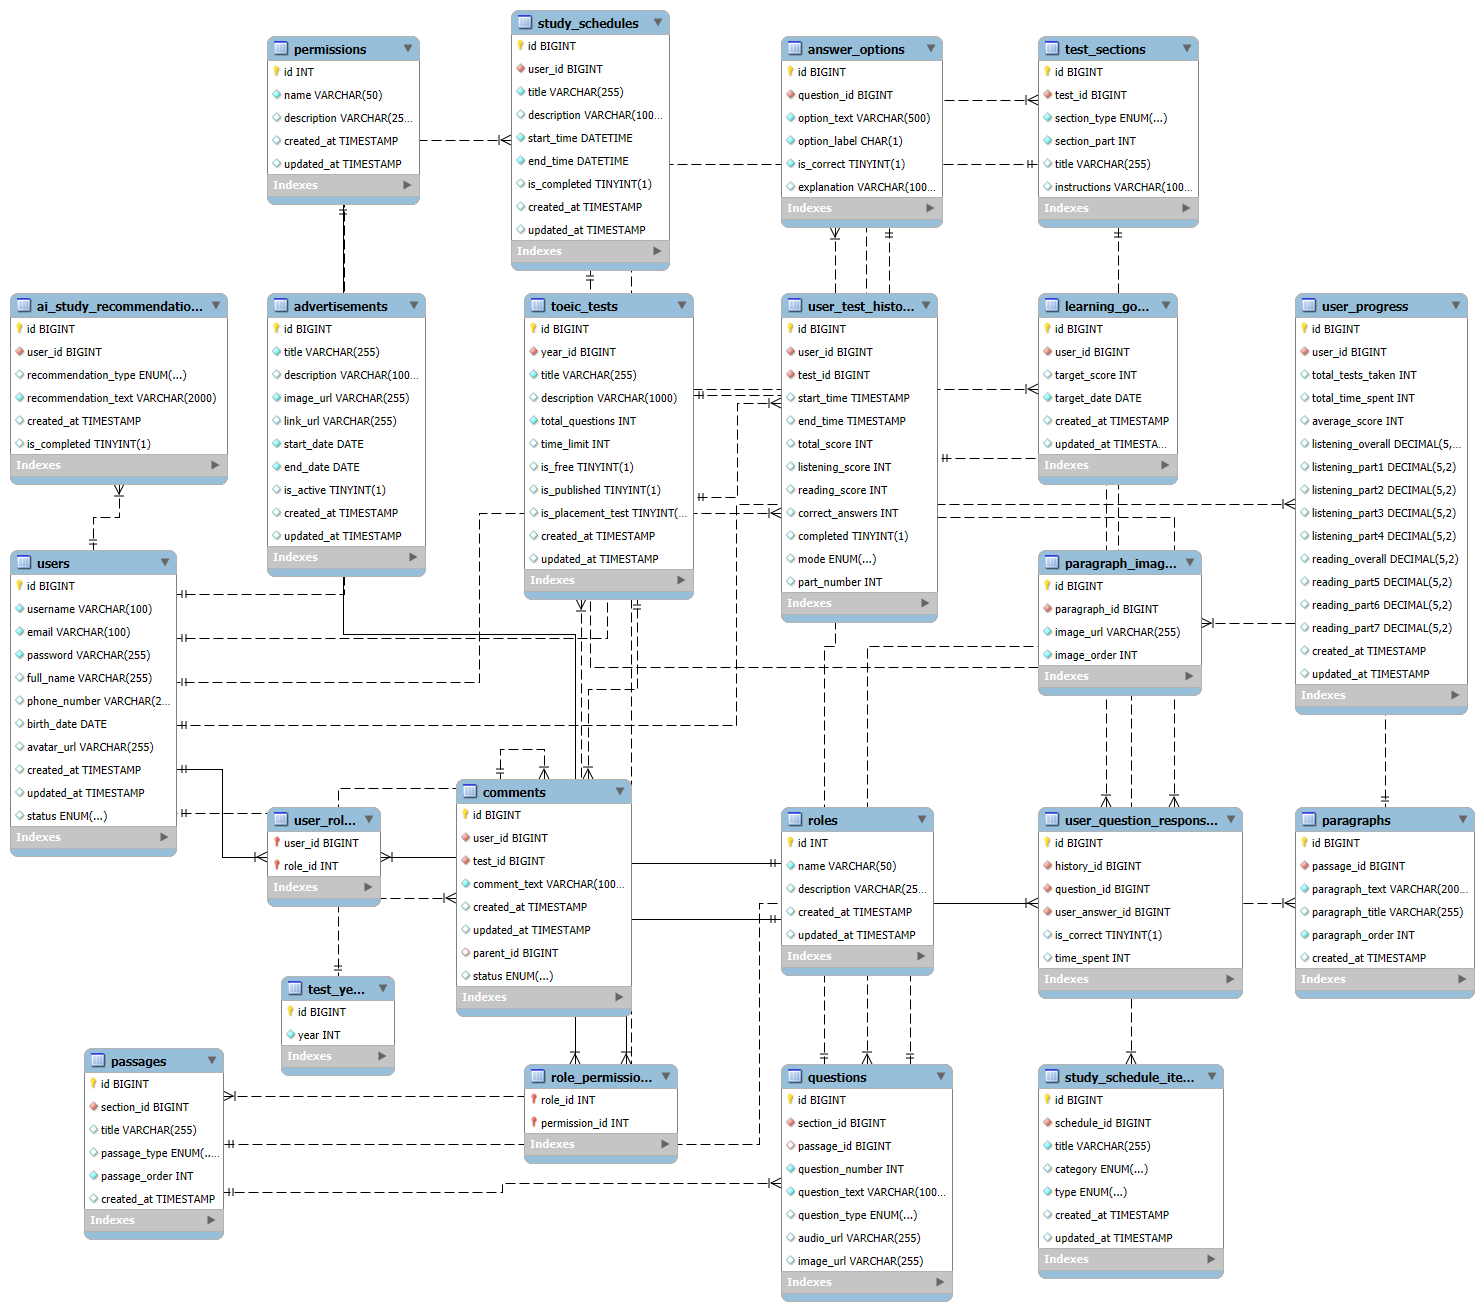 study_schedules
id BIGINT
user_id BIGINT
title VARCHAR(255)
description VARCHAR(100...
start_time DATETIME
end_time DATETIME
is_completed TINYINT(1)
created_at TIMESTAMP
updated_at TIMESTAMP
Indexes
permissions
id INT
name VARCHAR(50)
description VARCHAR(25...
created_at TIMESTAMP
updated_at TIMESTAMP
Indexes
answer_options
id BIGINT
question_id BIGINT
option_text VARCHAR(500)
option_label CHAR(1)
is_correct TINYINT(1)
explanation VARCHAR(100...
Indexes
test_sections
id BIGINT
test_id BIGINT
section_type ENUM(...)
section_part INT
title VARCHAR(255)
instructions VARCHAR(100...
Indexes
ai_study_recommendatio...
id BIGINT
user_id BIGINT
recommendation_type ENUM(...)
recommendation_text VARCHAR(2000)
created_at TIMESTAMP
is_completed TINYINT(1)
Indexes
advertisements
id BIGINT
title VARCHAR(255)
description VARCHAR(100...
image_url VARCHAR(255)
link_url VARCHAR(255)
start_date DATE
end_date DATE
is_active TINYINT(1)
created_at TIMESTAMP
updated_at TIMESTAMP
Indexes
toeic_tests
id BIGINT
year_id BIGINT
title VARCHAR(255)
description VARCHAR(1000)
total_questions INT
time_limit INT
is_free TINYINT(1)
is_published TINYINT(1)
is_placement_test TINYINT(...
created_at TIMESTAMP
updated_at TIMESTAMP
Indexes
user_test_histo...
id BIGINT
user_id BIGINT
test_id BIGINT
start_time TIMESTAMP
end_time TIMESTAMP
total_score INT
listening_score INT
reading_score INT
correct_answers INT
completed TINYINT(1)
mode ENUM(...)
part_number INT
Indexes
learning_go...
id BIGINT
user_id BIGINT
target_score INT
target_date DATE
created_at TIMESTAMP
updated_at TIMESTA...
Indexes
user_progress
id BIGINT
user_id BIGINT
total_tests_taken INT
total_time_spent INT
average_score INT
listening_overall DECIMAL(5,...
listening_part1 DECIMAL(5,2)
listening_part2 DECIMAL(5,2)
listening_part3 DECIMAL(5,2)
listening_part4 DECIMAL(5,2)
reading_overall DECIMAL(5,2)
reading_part5 DECIMAL(5,2)
reading_part6 DECIMAL(5,2)
reading_part7 DECIMAL(5,2)
created_at TIMESTAMP
updated_at TIMESTAMP
Indexes
users
id BIGINT
username VARCHAR(100)
email VARCHAR(100)
password VARCHAR(255)
full_name VARCHAR(255)
phone_number VARCHAR(2...
birth_date DATE
avatar_url VARCHAR(255)
created_at TIMESTAMP
updated_at TIMESTAMP
status ENUM(...)
Indexes
paragraph_imag...
id BIGINT
paragraph_id BIGINT
image_url VARCHAR(255)
image_order INT
Indexes
user_rol...
user_id BIGINT
role_id INT
Indexes
comments
id BIGINT
user_id BIGINT
test_id BIGINT
comment_text VARCHAR(100...
created_at TIMESTAMP
updated_at TIMESTAMP
parent_id BIGINT
status ENUM(...)
Indexes
roles
id INT
name VARCHAR(50)
description VARCHAR(25...
created_at TIMESTAMP
updated_at TIMESTAMP
Indexes
user_question_respons...
id BIGINT
history_id BIGINT
question_id BIGINT
user_answer_id BIGINT
is_correct TINYINT(1)
time_spent INT
Indexes
paragraphs
id BIGINT
passage_id BIGINT
paragraph_text VARCHAR(200...
paragraph_title VARCHAR(255)
paragraph_order INT
created_at TIMESTAMP
Indexes
test_ye...
id BIGINT
year INT
Indexes
passages
id BIGINT
section_id BIGINT
title VARCHAR(255)
passage_type ENUM(...
passage_order INT
created_at TIMESTAMP
Indexes
role_permissio...
role_id INT
permission_id INT
Indexes
questions
id BIGINT
section_id BIGINT
passage_id BIGINT
question_number INT
question_text VARCHAR(100...
question_type ENUM(...)
audio_url VARCHAR(255)
image_url VARCHAR(255)
Indexes
study_schedule_ite...
id BIGINT
schedule_id BIGINT
title VARCHAR(255)
category ENUM(...)
type ENUM(...)
created_at TIMESTAMP
updated_at TIMESTAMP
Indexes